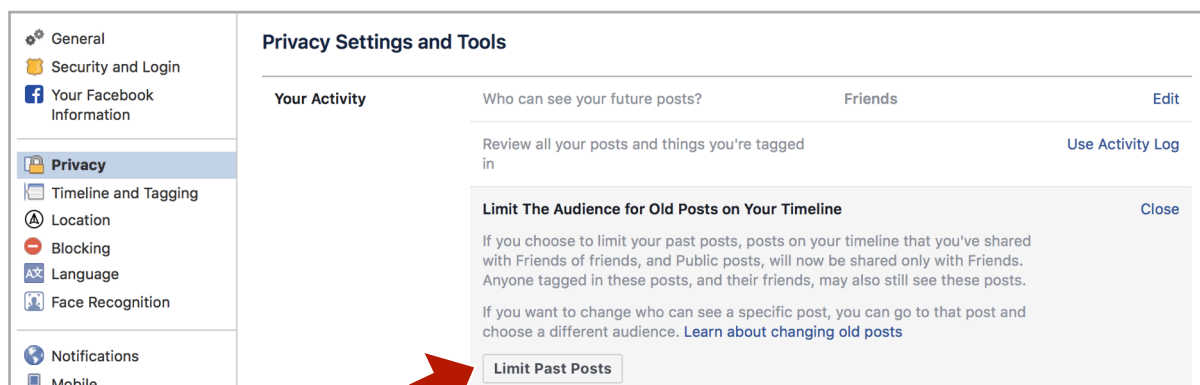 General
Security and Login
Your Facebook
Information
Privacy
Timeline and Tagging
Location
Blocking
Language
Face Recognition
Notifications
Mobile
Privacy Settings and Tools
Your Activity
Who can see your future posts?
Friends
Edit
Review all your posts and things you're tagged
in
Use Activity Log
Limit The Audience for Old Posts on Your Timeline
Close
If you choose to limit your past posts, posts on your timeline that you've shared
with Friends of friends, and Public posts, will now be shared only with Friends.
Anyone tagged in these posts, and their friends, may also still see these posts.
If you want to change who can see a specific post, you can go to that post and
choose a different audience. Learn about changing old posts
Limit Past Posts